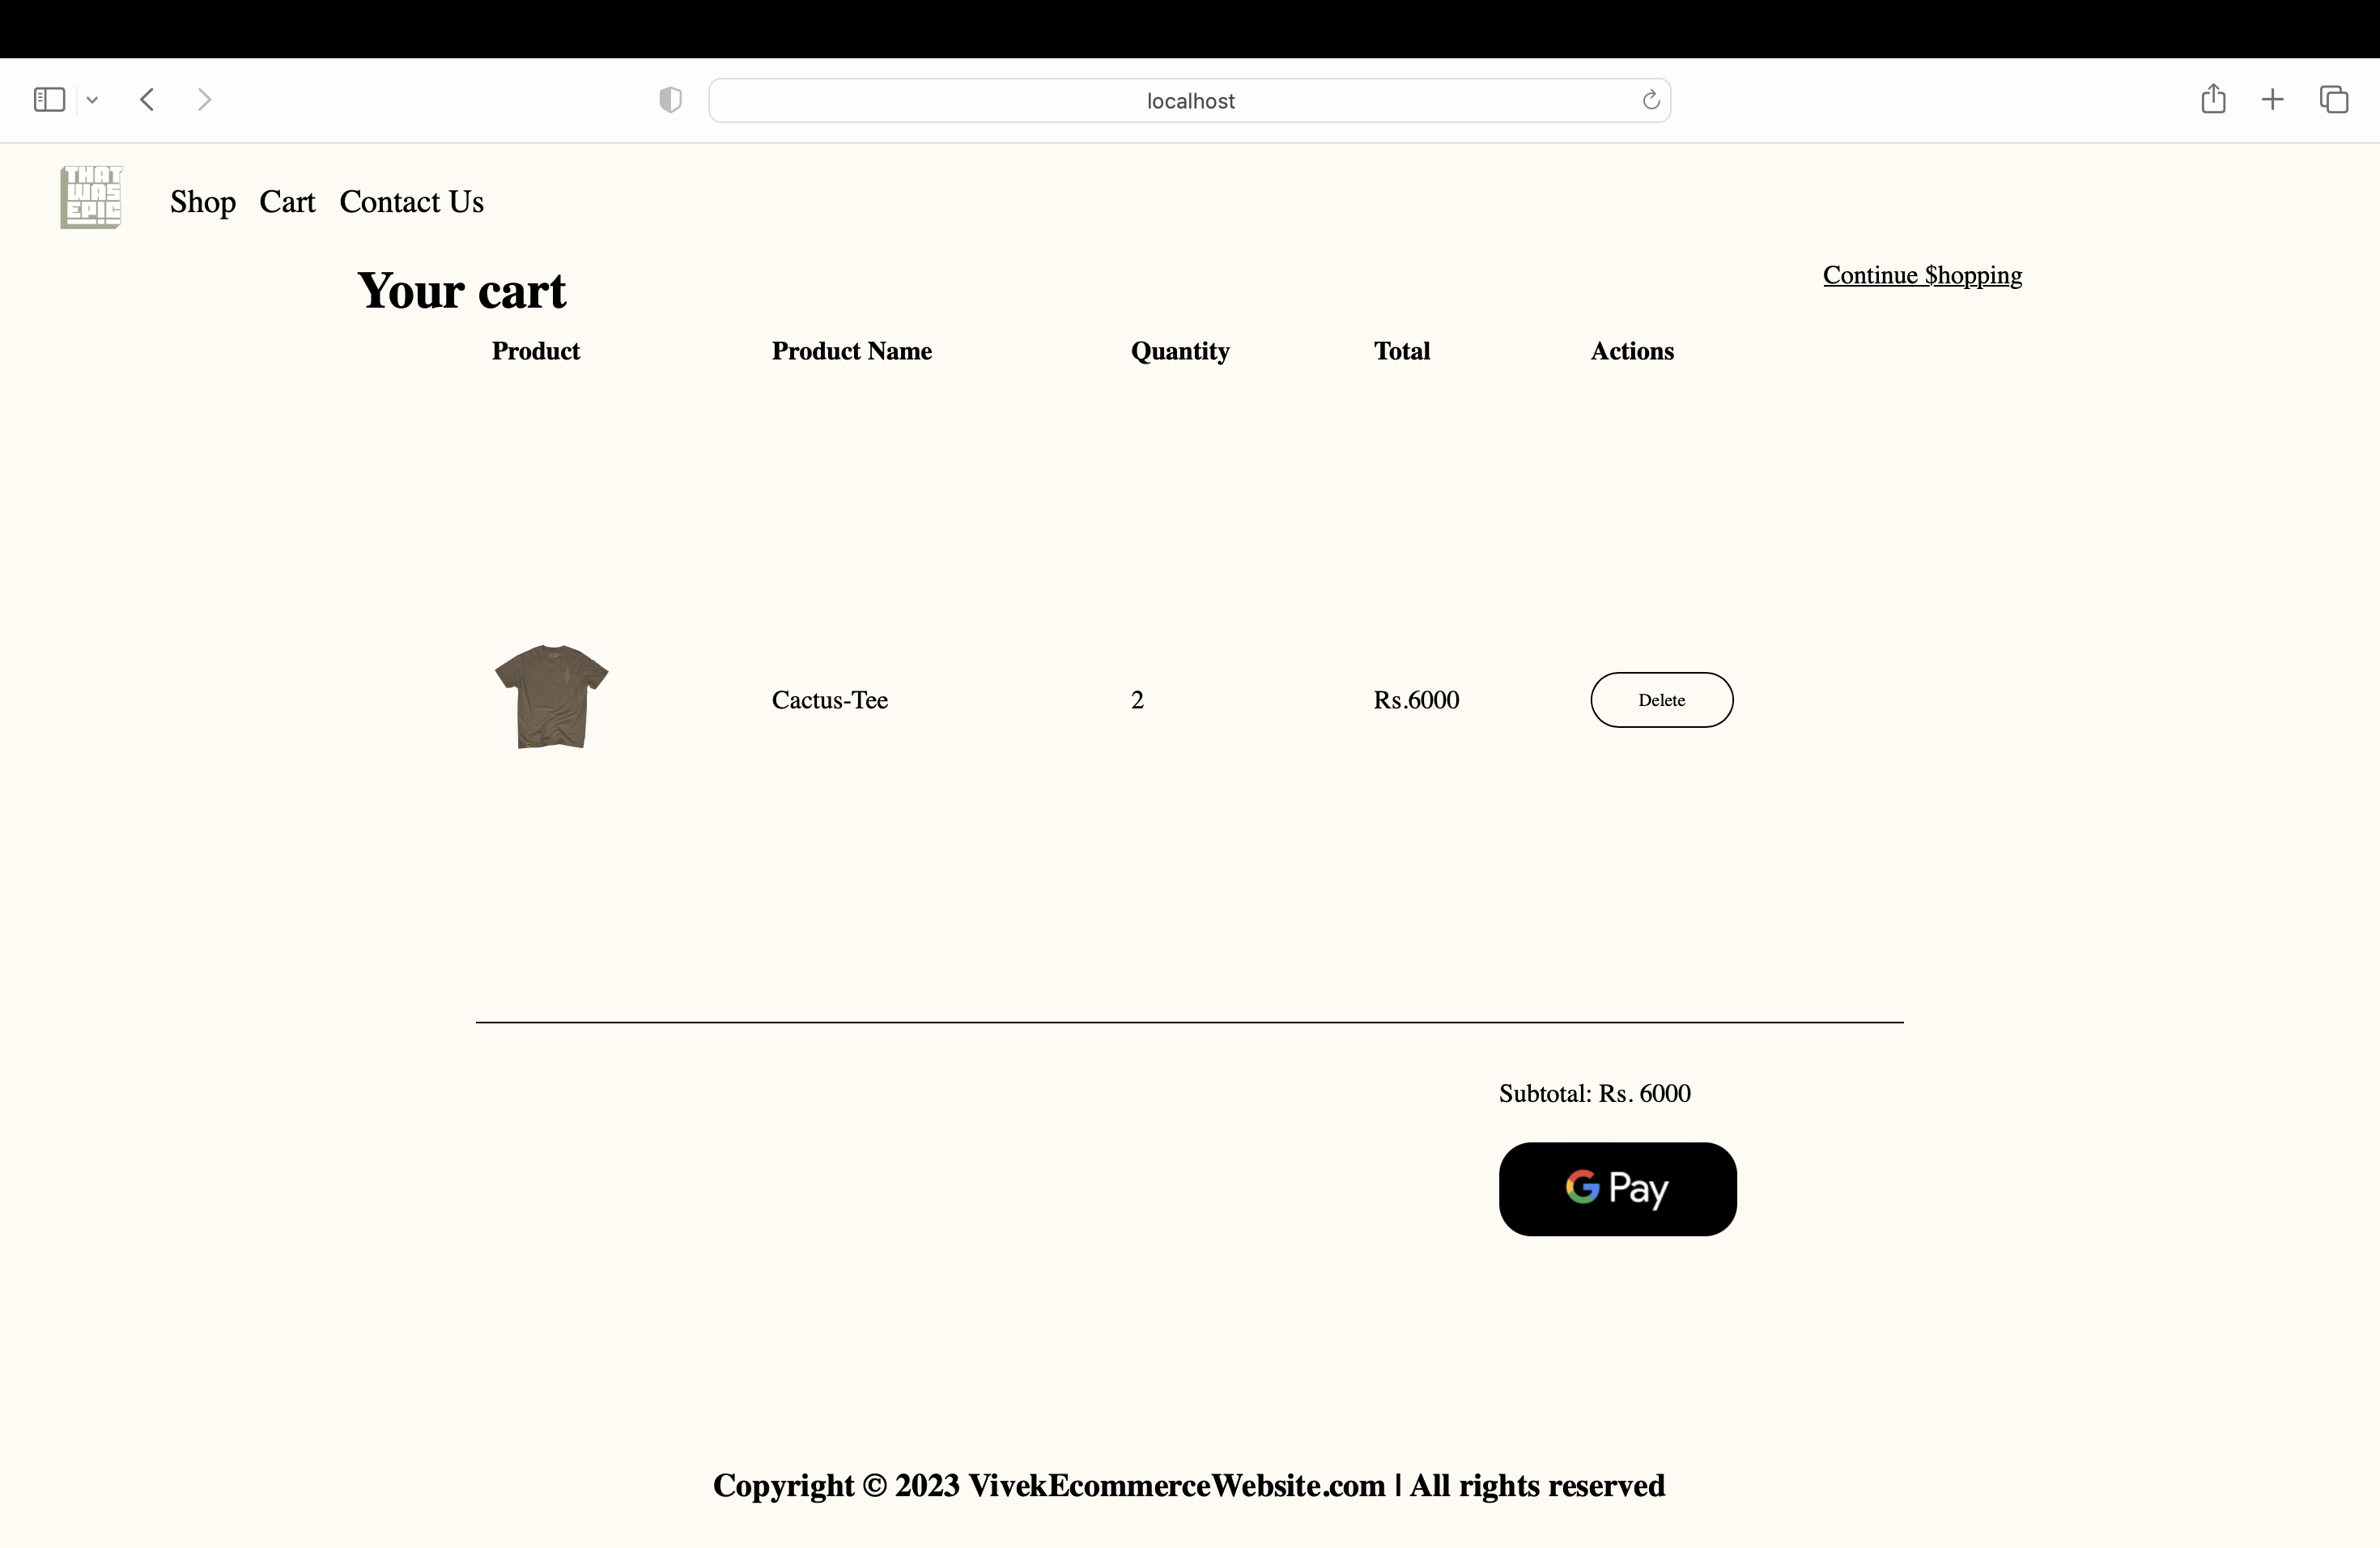 localhost
THAT
WAS
EPIC
Shop Cart Contact Us
Your cart
Continue $hopping
Product Product Name Quantity Total Actions
Cactus-Tee 2 Rs.6000 Delete
Subtotal: Rs. 6000
G Pay
Copyright © 2023 VivekEcommerceWebsite.com | All rights reserved